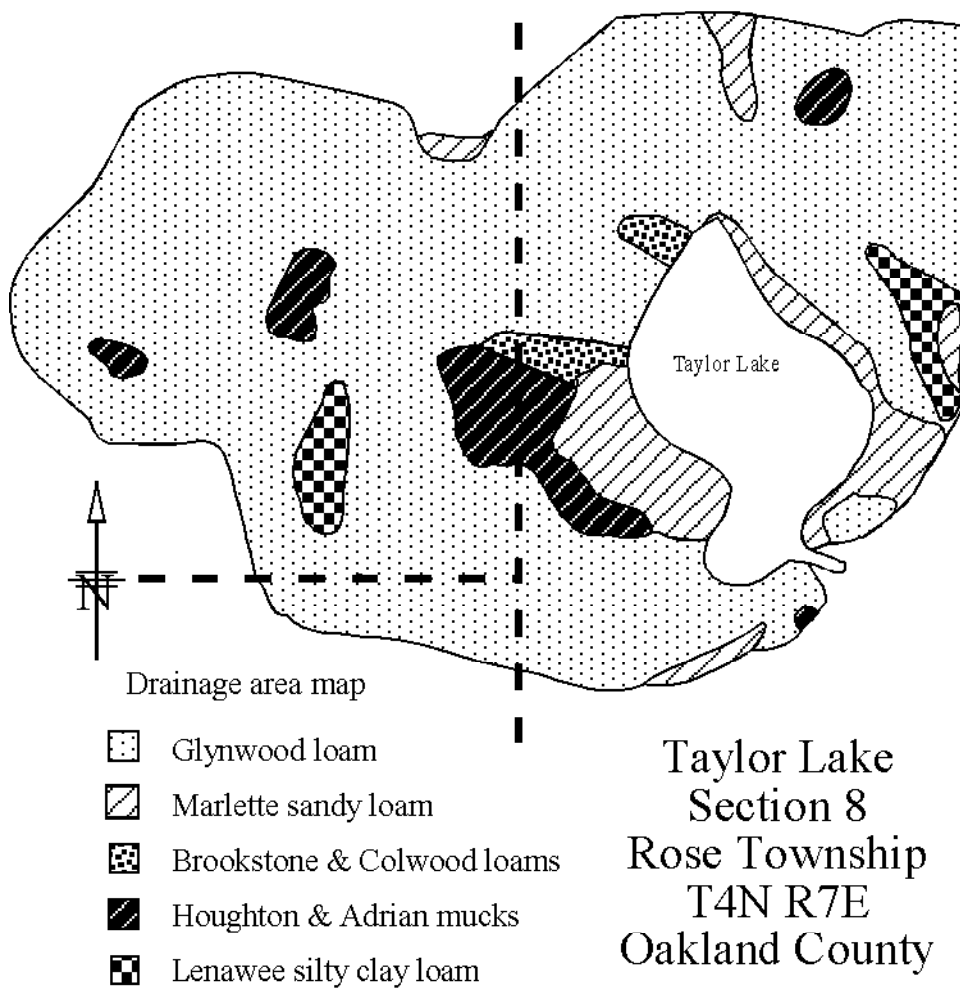 Taylor Lake
N
Drainage area map
Glynwood loam
Marlette sandy loam
Brookstone & Colwood loams
Houghton & Adrian mucks
Lenawee silty clay loam
Taylor Lake
Section 8
Rose Township
T4N R7E
Oakland County